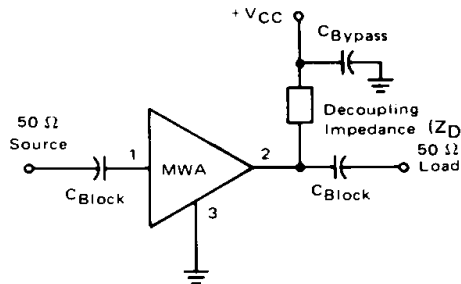 + VCC
CBypass
Decoupling
Impedance (ZD
50 Ω
Source
50 Ω
Load
1
MWA
2
3
CBlock
CBlock